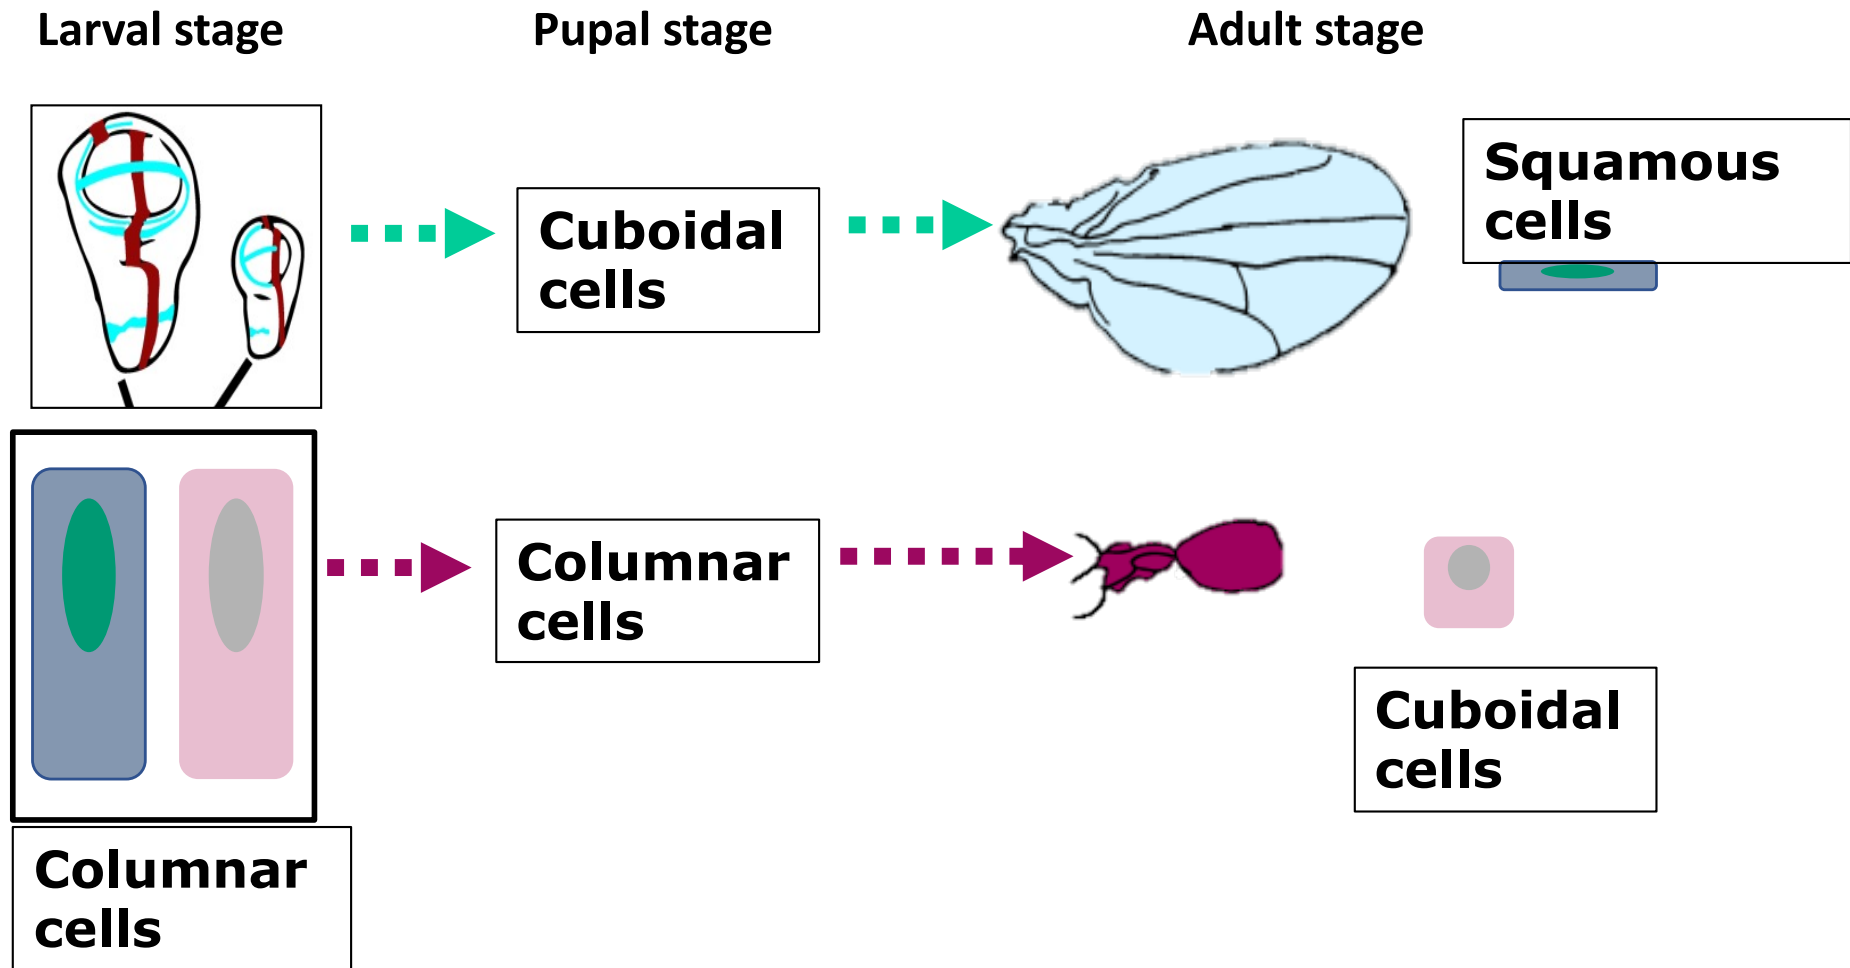 Larval stage
Pupal stage
Adult stage
Squamous
cells
Cuboidal
cells
Columnar
cells
Cuboidal
cells
Columnar
cells